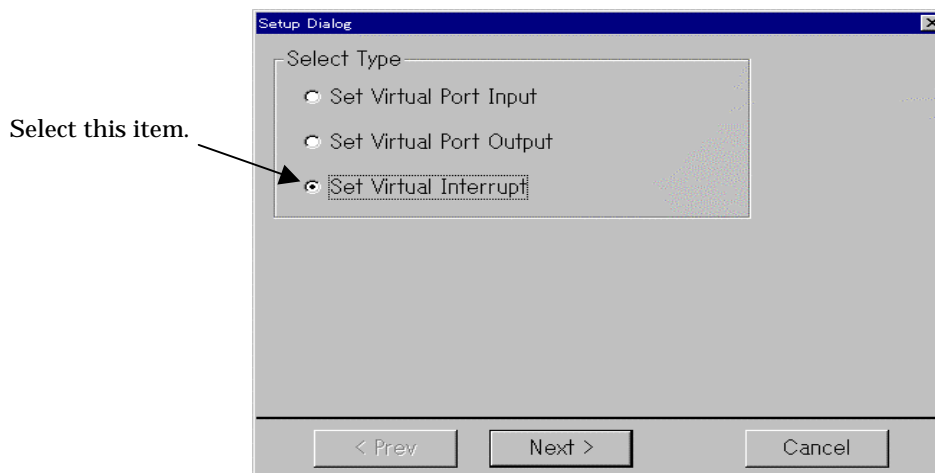 Setup Dialog
Select Type
Set Virtual Port Input
Select this item.
Set Virtual Port Output
Set Virtual Interrupt
< Prev
Next >
Cancel